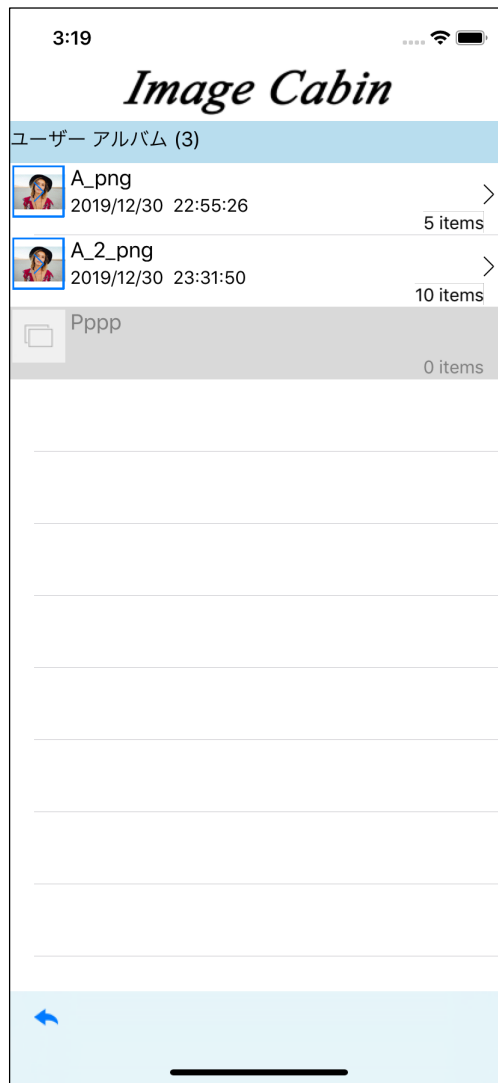 3:19
Image Cabin
ユーザー アルバム (3)
A_png
2019/12/30 22:55:26
5 items
A_2_png
2019/12/30 23:31:50
10 items
Pppp
0 items